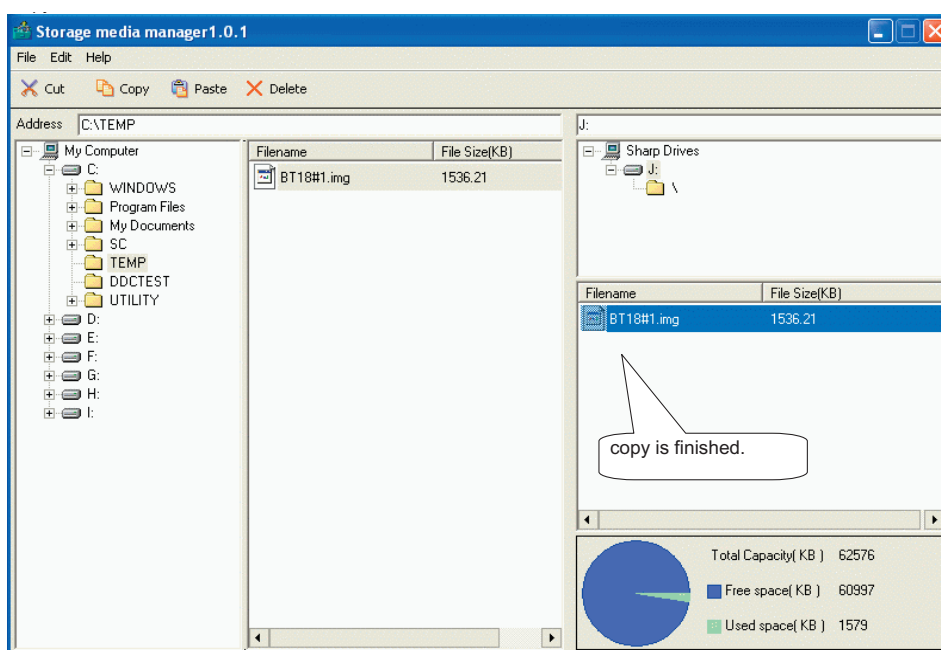 Storage media manager1.0.1
File Edit Help
Cut Copy Paste Delete
Address C:\TEMP
J:
My Computer
C:
WINDOWS
Program Files
My Documents
SC
TEMP
DDCTEST
UTILITY
D:
E:
F:
G:
H:
I:
Filename File Size(KB)
BT18#1.img 1536.21
Sharp Drives
J:
\
Filename File Size(KB)
BT18#1.img 1536.21
copy is finished.
Total Capacity( KB ) 62576
Free space( KB ) 60997
Used space( KB ) 1579